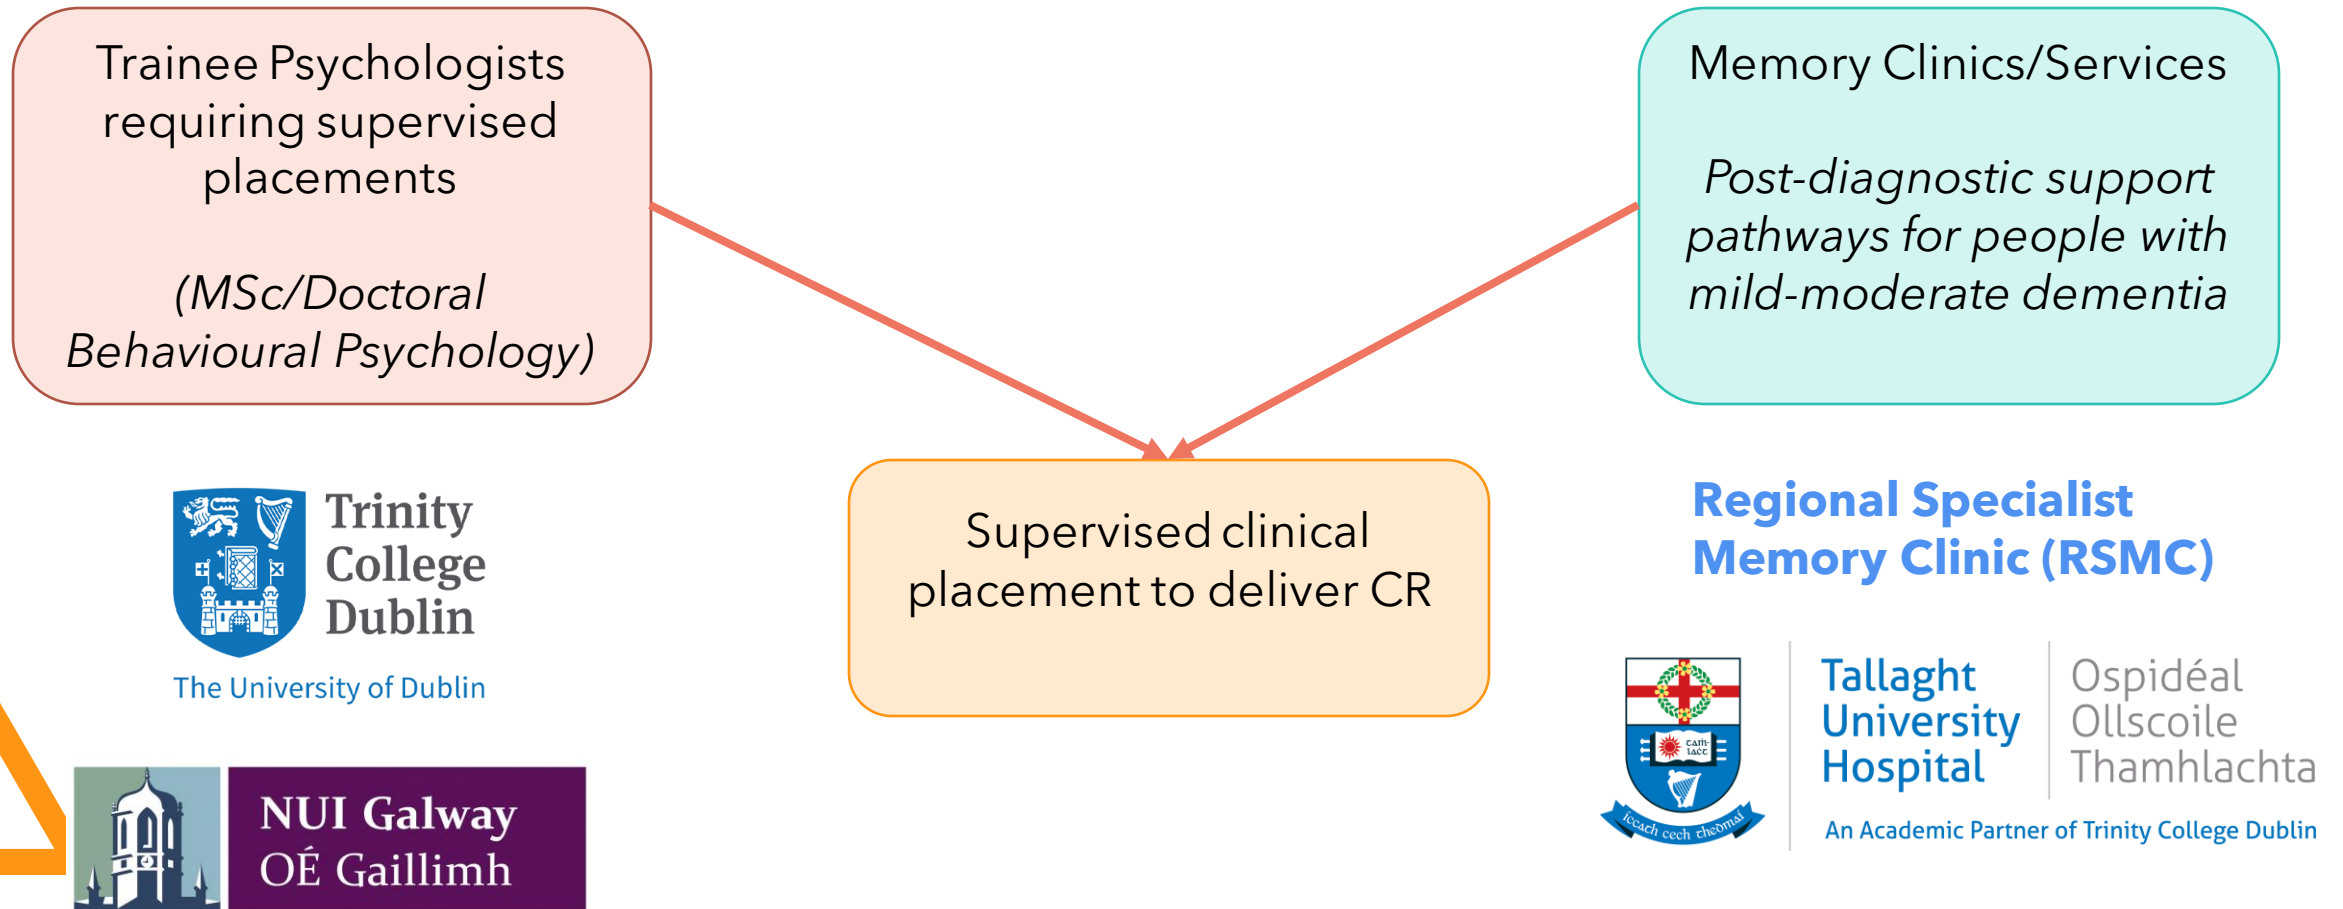 Trainee Psychologists
requiring supervised
placements
(MSc/Doctoral
Behavioural Psychology)
Memory Clinics/Services
Post-diagnostic support
pathways for people with
mild-moderate dementia
Supervised clinical
placement to deliver CR
Trinity
College
Dublin
The University of Dublin
NUI Galway
OÉ Gaillimh
Regional Specialist
Memory Clinic (RSMC)
Tallaght
University
Hospital
Ospidéal
Ollscoile
Thamhlachta
An Academic Partner of Trinity College Dublin